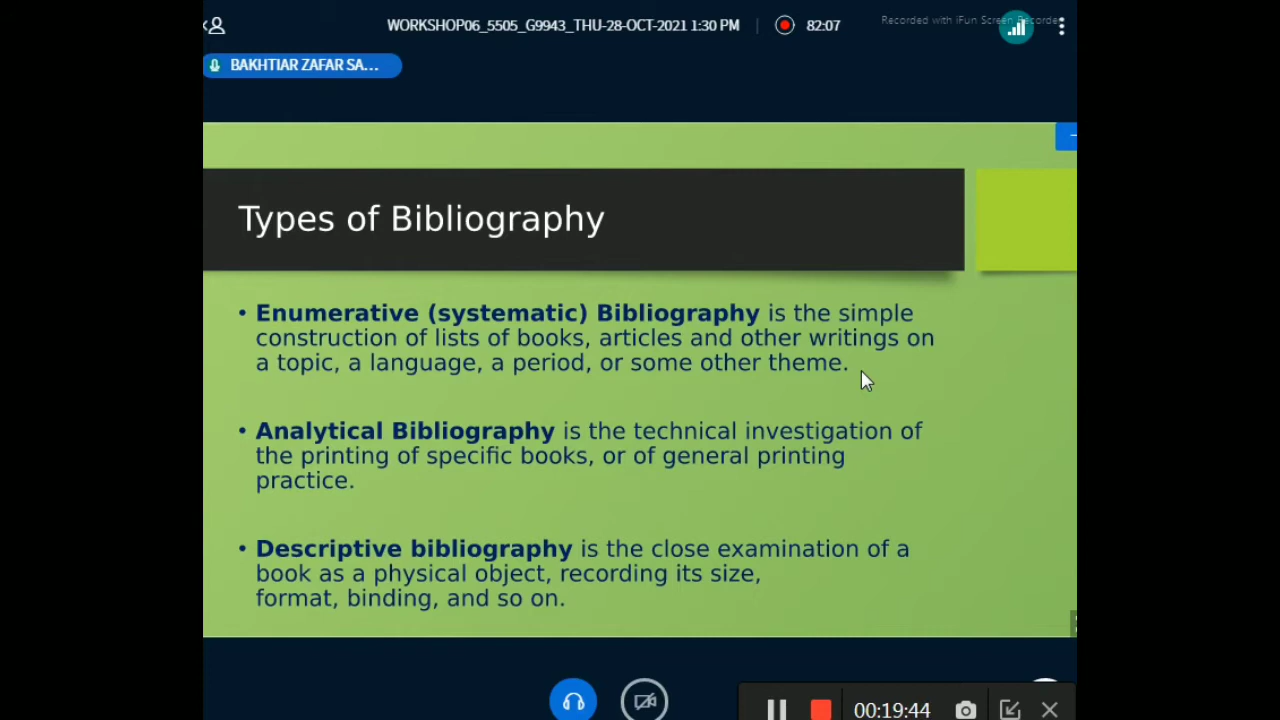 WORKSHOP06_5505_G9943_THU-28-OCT-2021 1:30 PM
82:07
Recorded with iFun Screen Recorder
BAKHTIAR ZAFAR SA...
Types of Bibliography
• Enumerative (systematic) Bibliography is the simple
construction of lists of books, articles and other writings on
a topic, a language, a period, or some other theme.
• Analytical Bibliography is the technical investigation of
the printing of specific books, or of general printing
practice.
• Descriptive bibliography is the close examination of a
book as a physical object, recording its size,
format, binding, and so on.
00:19:44